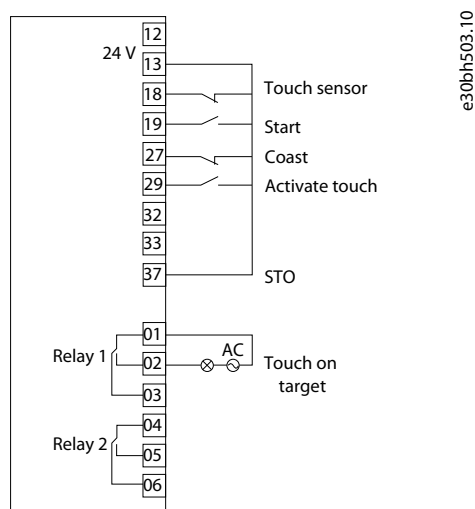 12
24 V
13
18
Touch sensor
19
Start
27
Coast
29
Activate touch
32
33
37
STO
01
Relay 1
02
AC
Touch on
target
03
04
Relay 2
05
06
e30bh503.10